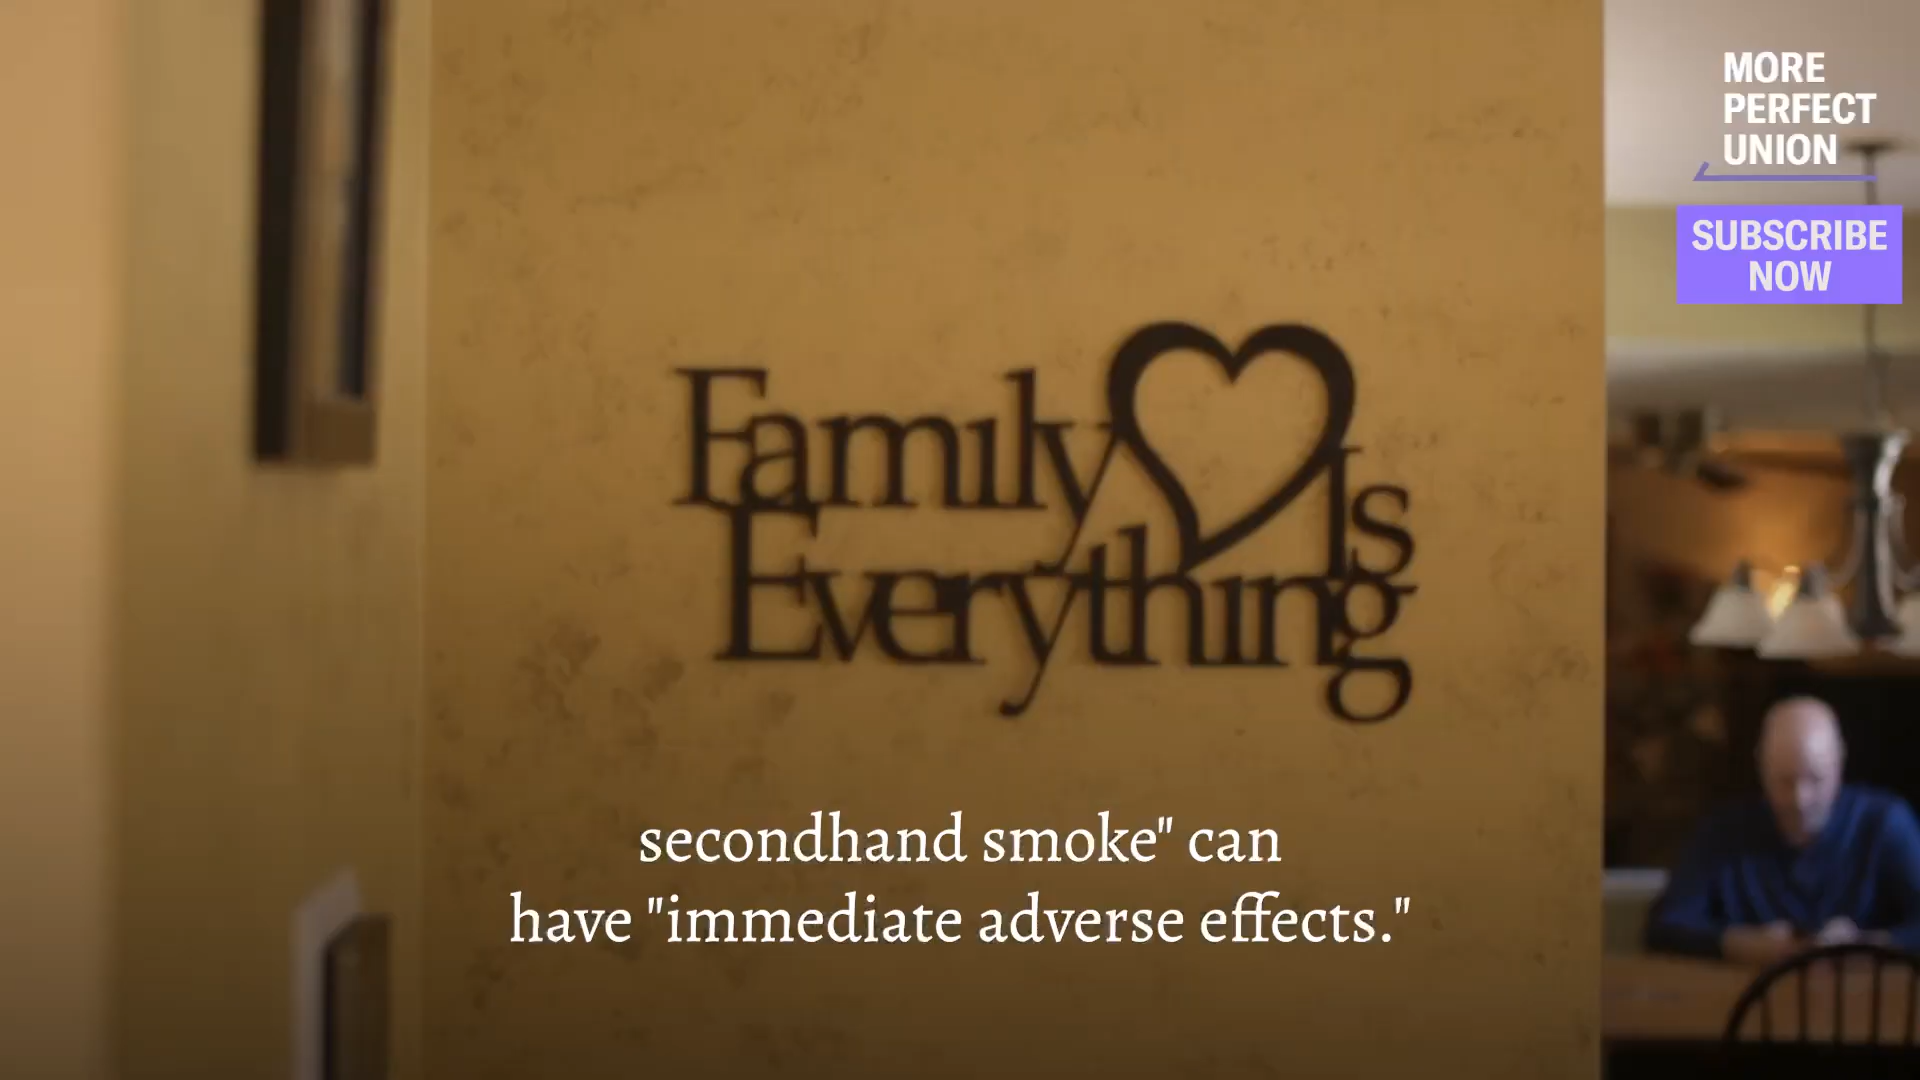 MORE
PERFECT
UNION
SUBSCRIBE
NOW
Family Is
Everything
secondhand smoke" can
have "immediate adverse effects."